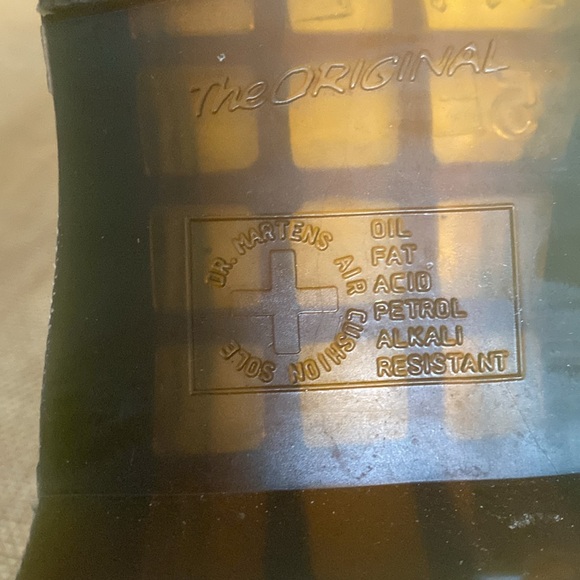 The ORIGINAL
DR. MARTENS AIR CUSHION SOLE
OIL
FAT
ACID
PETROL
ALKALI
RESISTANT